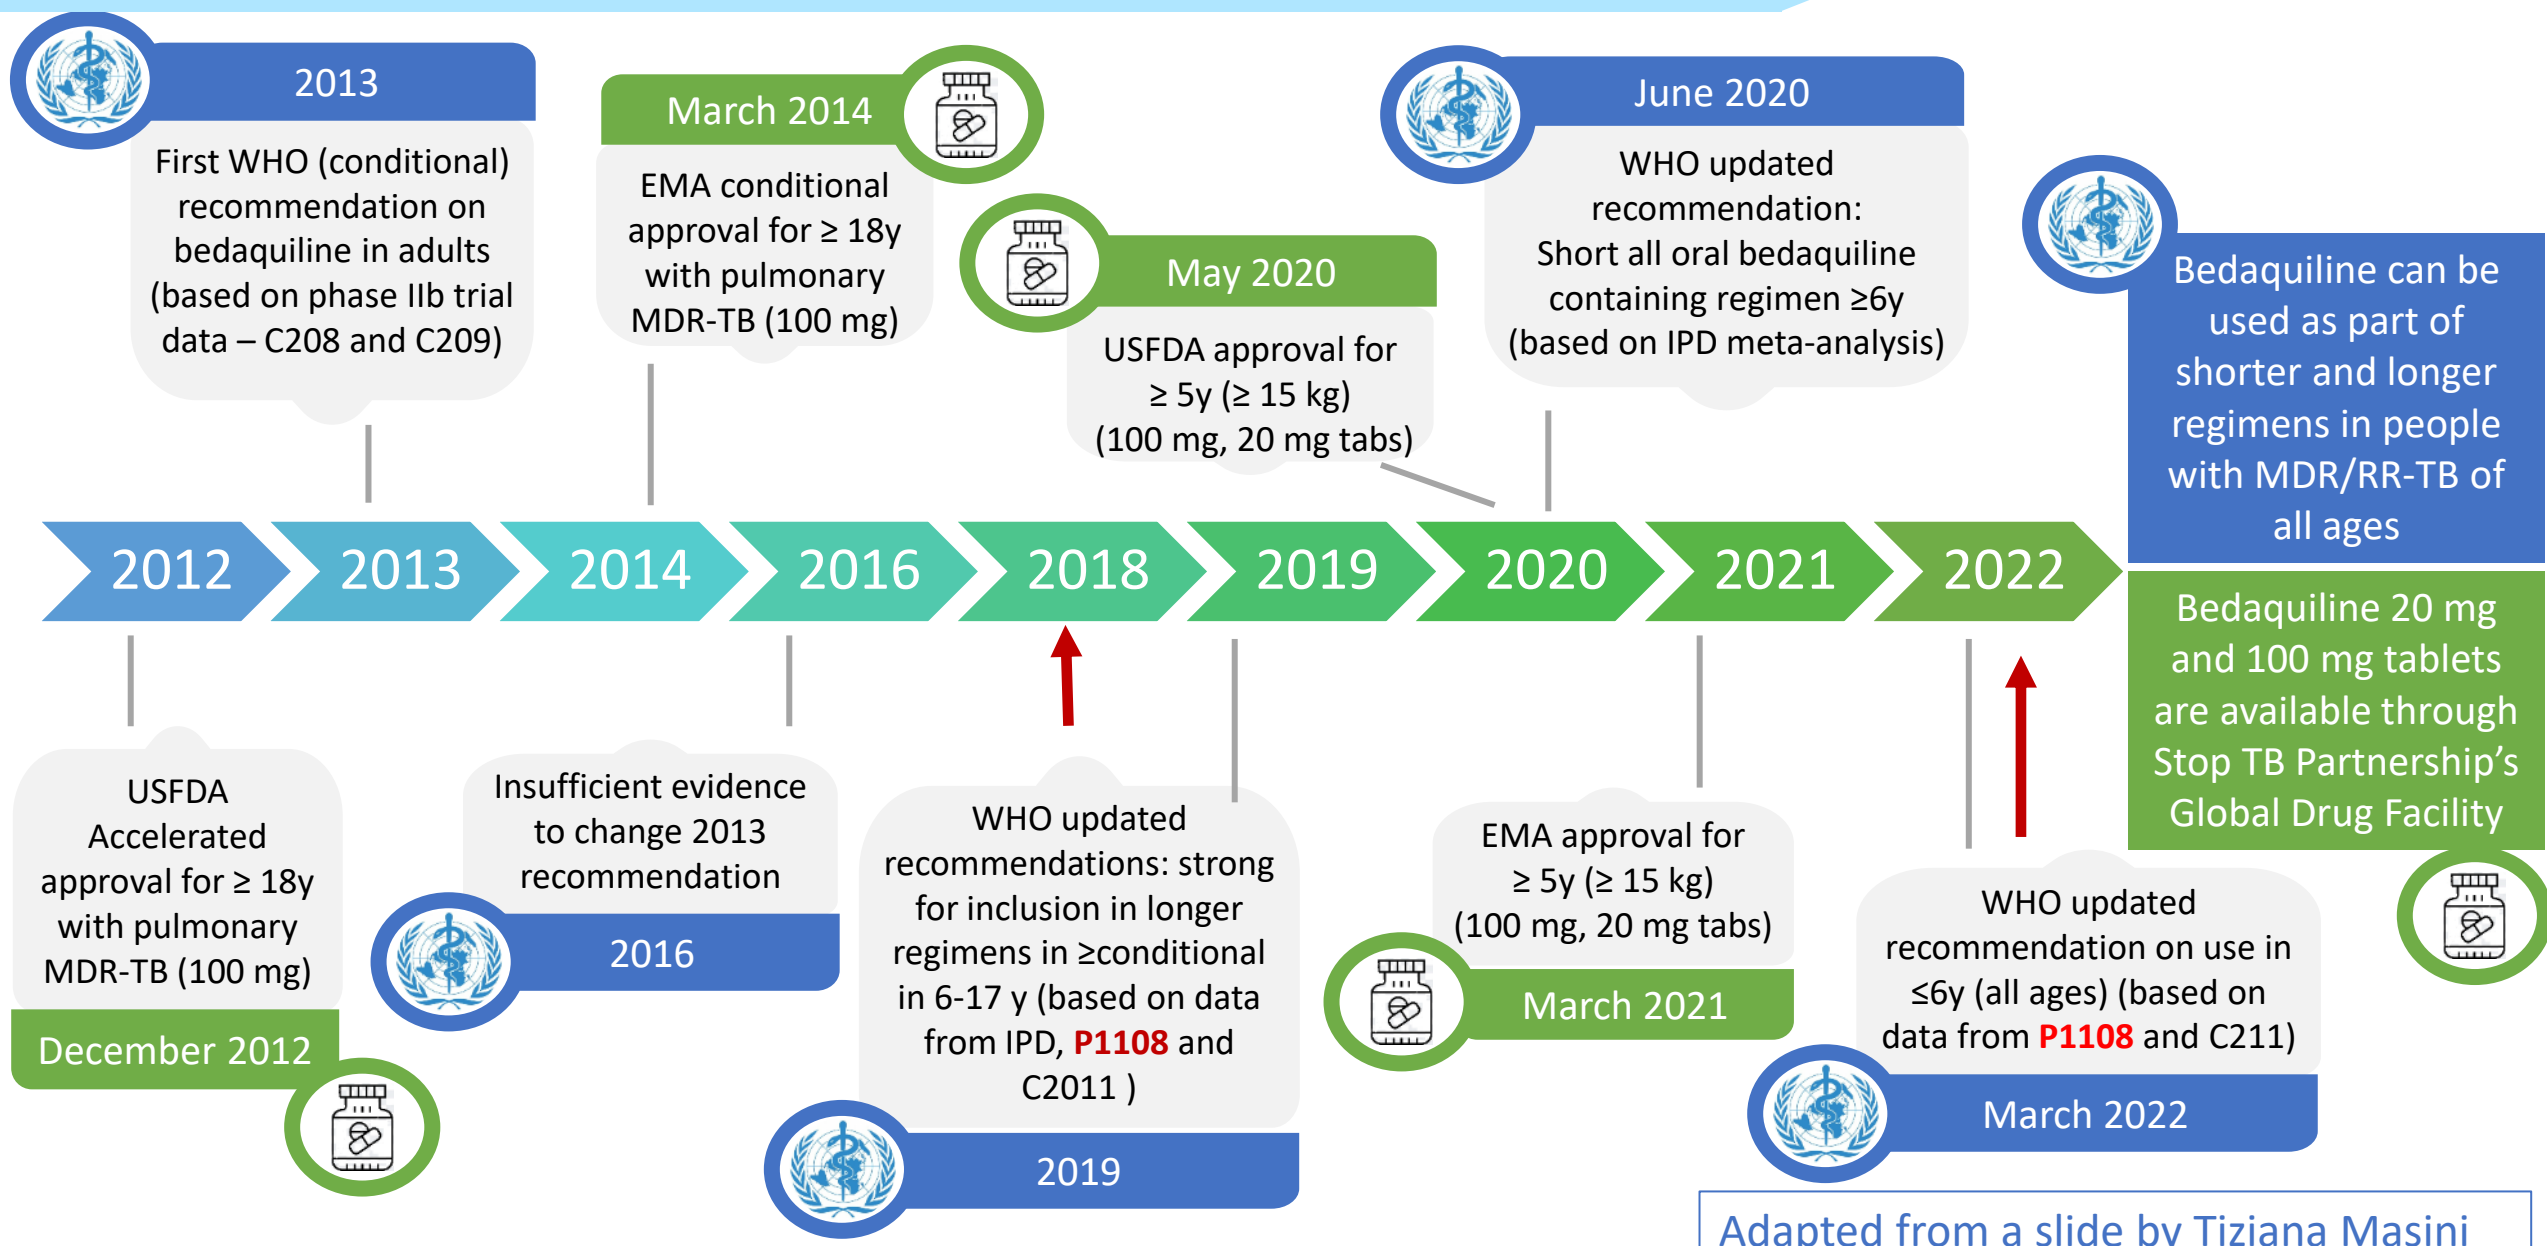 2013
First WHO (conditional)
recommendation on
bedaquiline in adults
(based on phase IIb trial
data – C208 and C209)
March 2014
EMA conditional
approval for ≥ 18y
with pulmonary
MDR-TB (100 mg)
May 2020
USFDA approval for
≥ 5y (≥ 15 kg)
(100 mg, 20 mg tabs)
June 2020
WHO updated
recommendation:
Short all oral bedaquiline
containing regimen ≥6y
(based on IPD meta-analysis)
Bedaquiline can be
used as part of
shorter and longer
regimens in people
with MDR/RR-TB of
all ages
2012
2013
2014
2016
2018
2019
2020
2021
2022
Bedaquiline 20 mg
and 100 mg tablets
are available through
Stop TB Partnership’s
Global Drug Facility
USFDA
Accelerated
approval for ≥ 18y
with pulmonary
MDR-TB (100 mg)
December 2012
Insufficient evidence
to change 2013
recommendation
2016
WHO updated
recommendations: strong
for inclusion in longer
regimens in ≥conditional
in 6-17 y (based on data
from IPD, P1108 and
C2011 )
2019
EMA approval for
≥ 5y (≥ 15 kg)
(100 mg, 20 mg tabs)
March 2021
WHO updated
recommendation on use in
≤6y (all ages) (based on
data from P1108 and C211)
March 2022
Adapted from a slide by Tiziana Masini